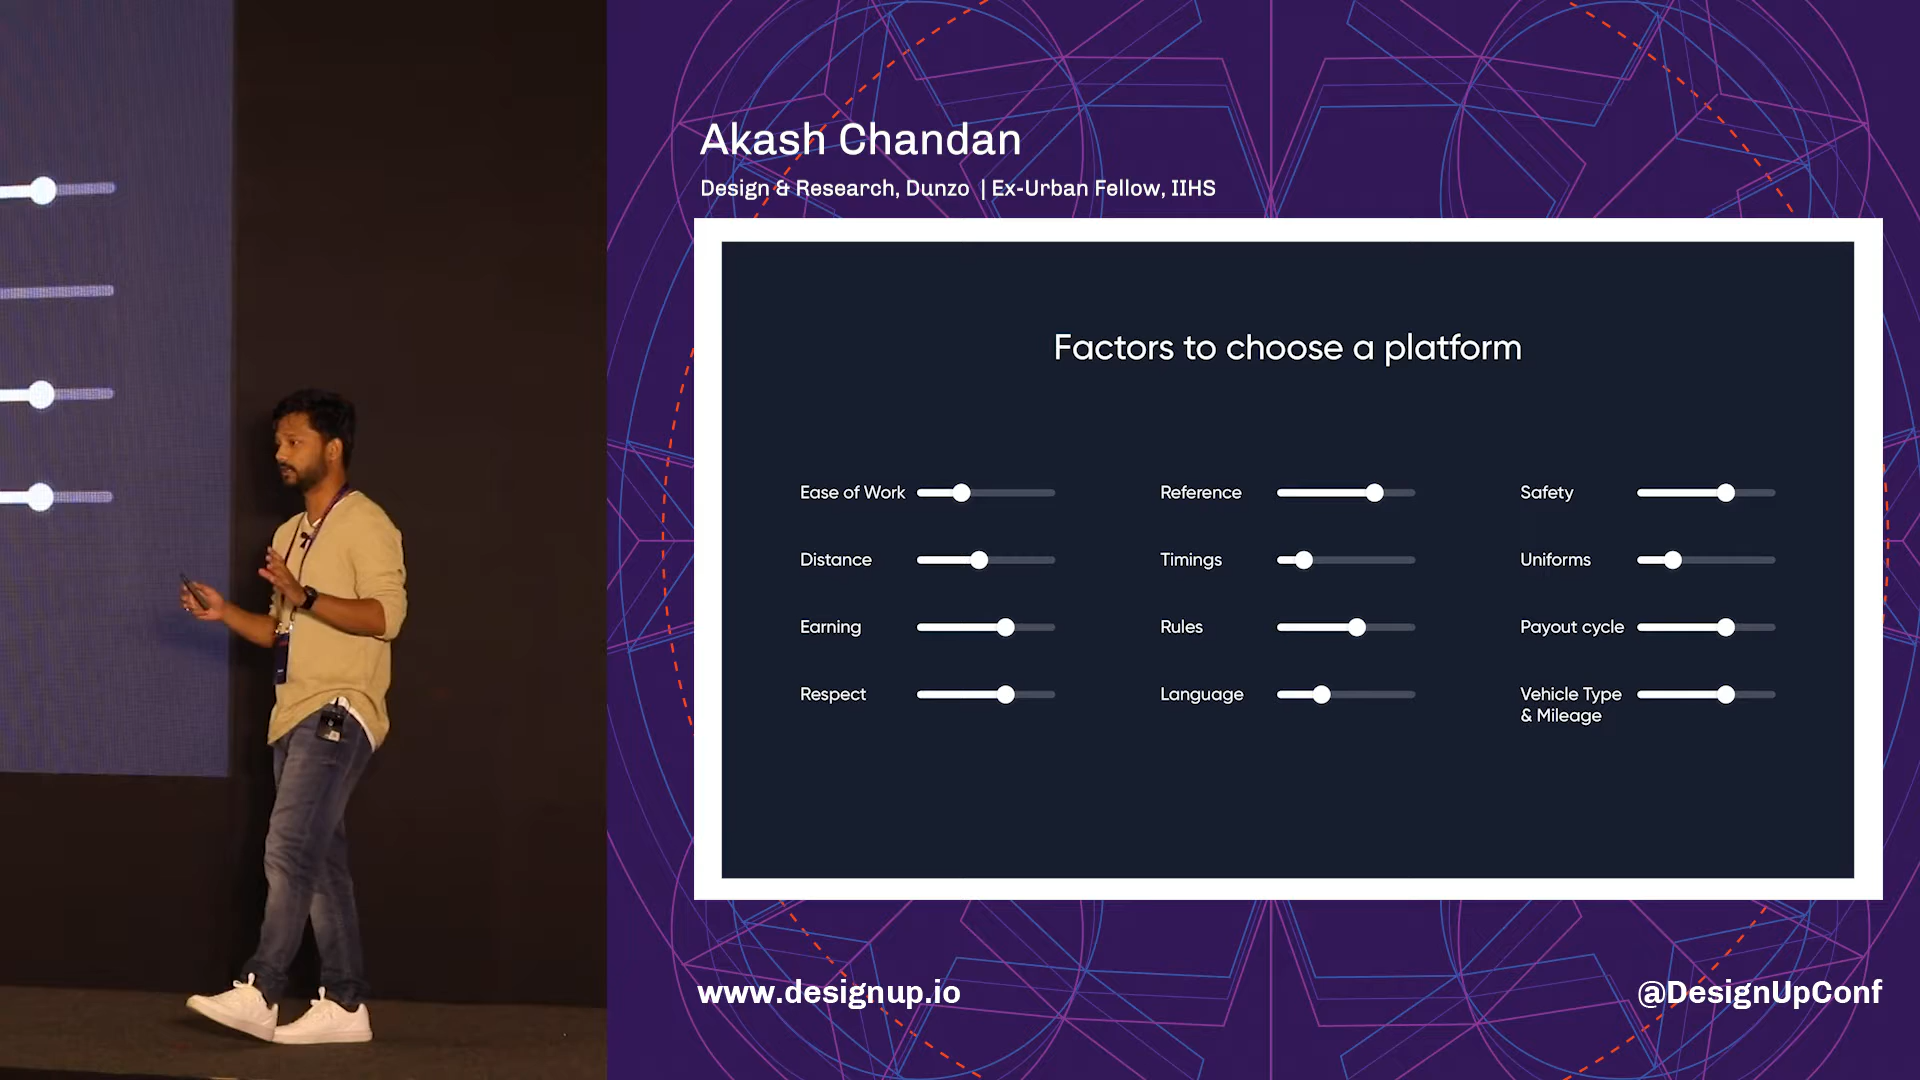 Akash Chandan
Design & Research, Dunzo | Ex-Urban Fellow, IIHS
Factors to choose a platform
Ease of Work
Distance
Earning
Respect
Reference
Timings
Rules
Language
Safety
Uniforms
Payout cycle
Vehicle Type
& Mileage
www.designup.io
@DesignUpConf